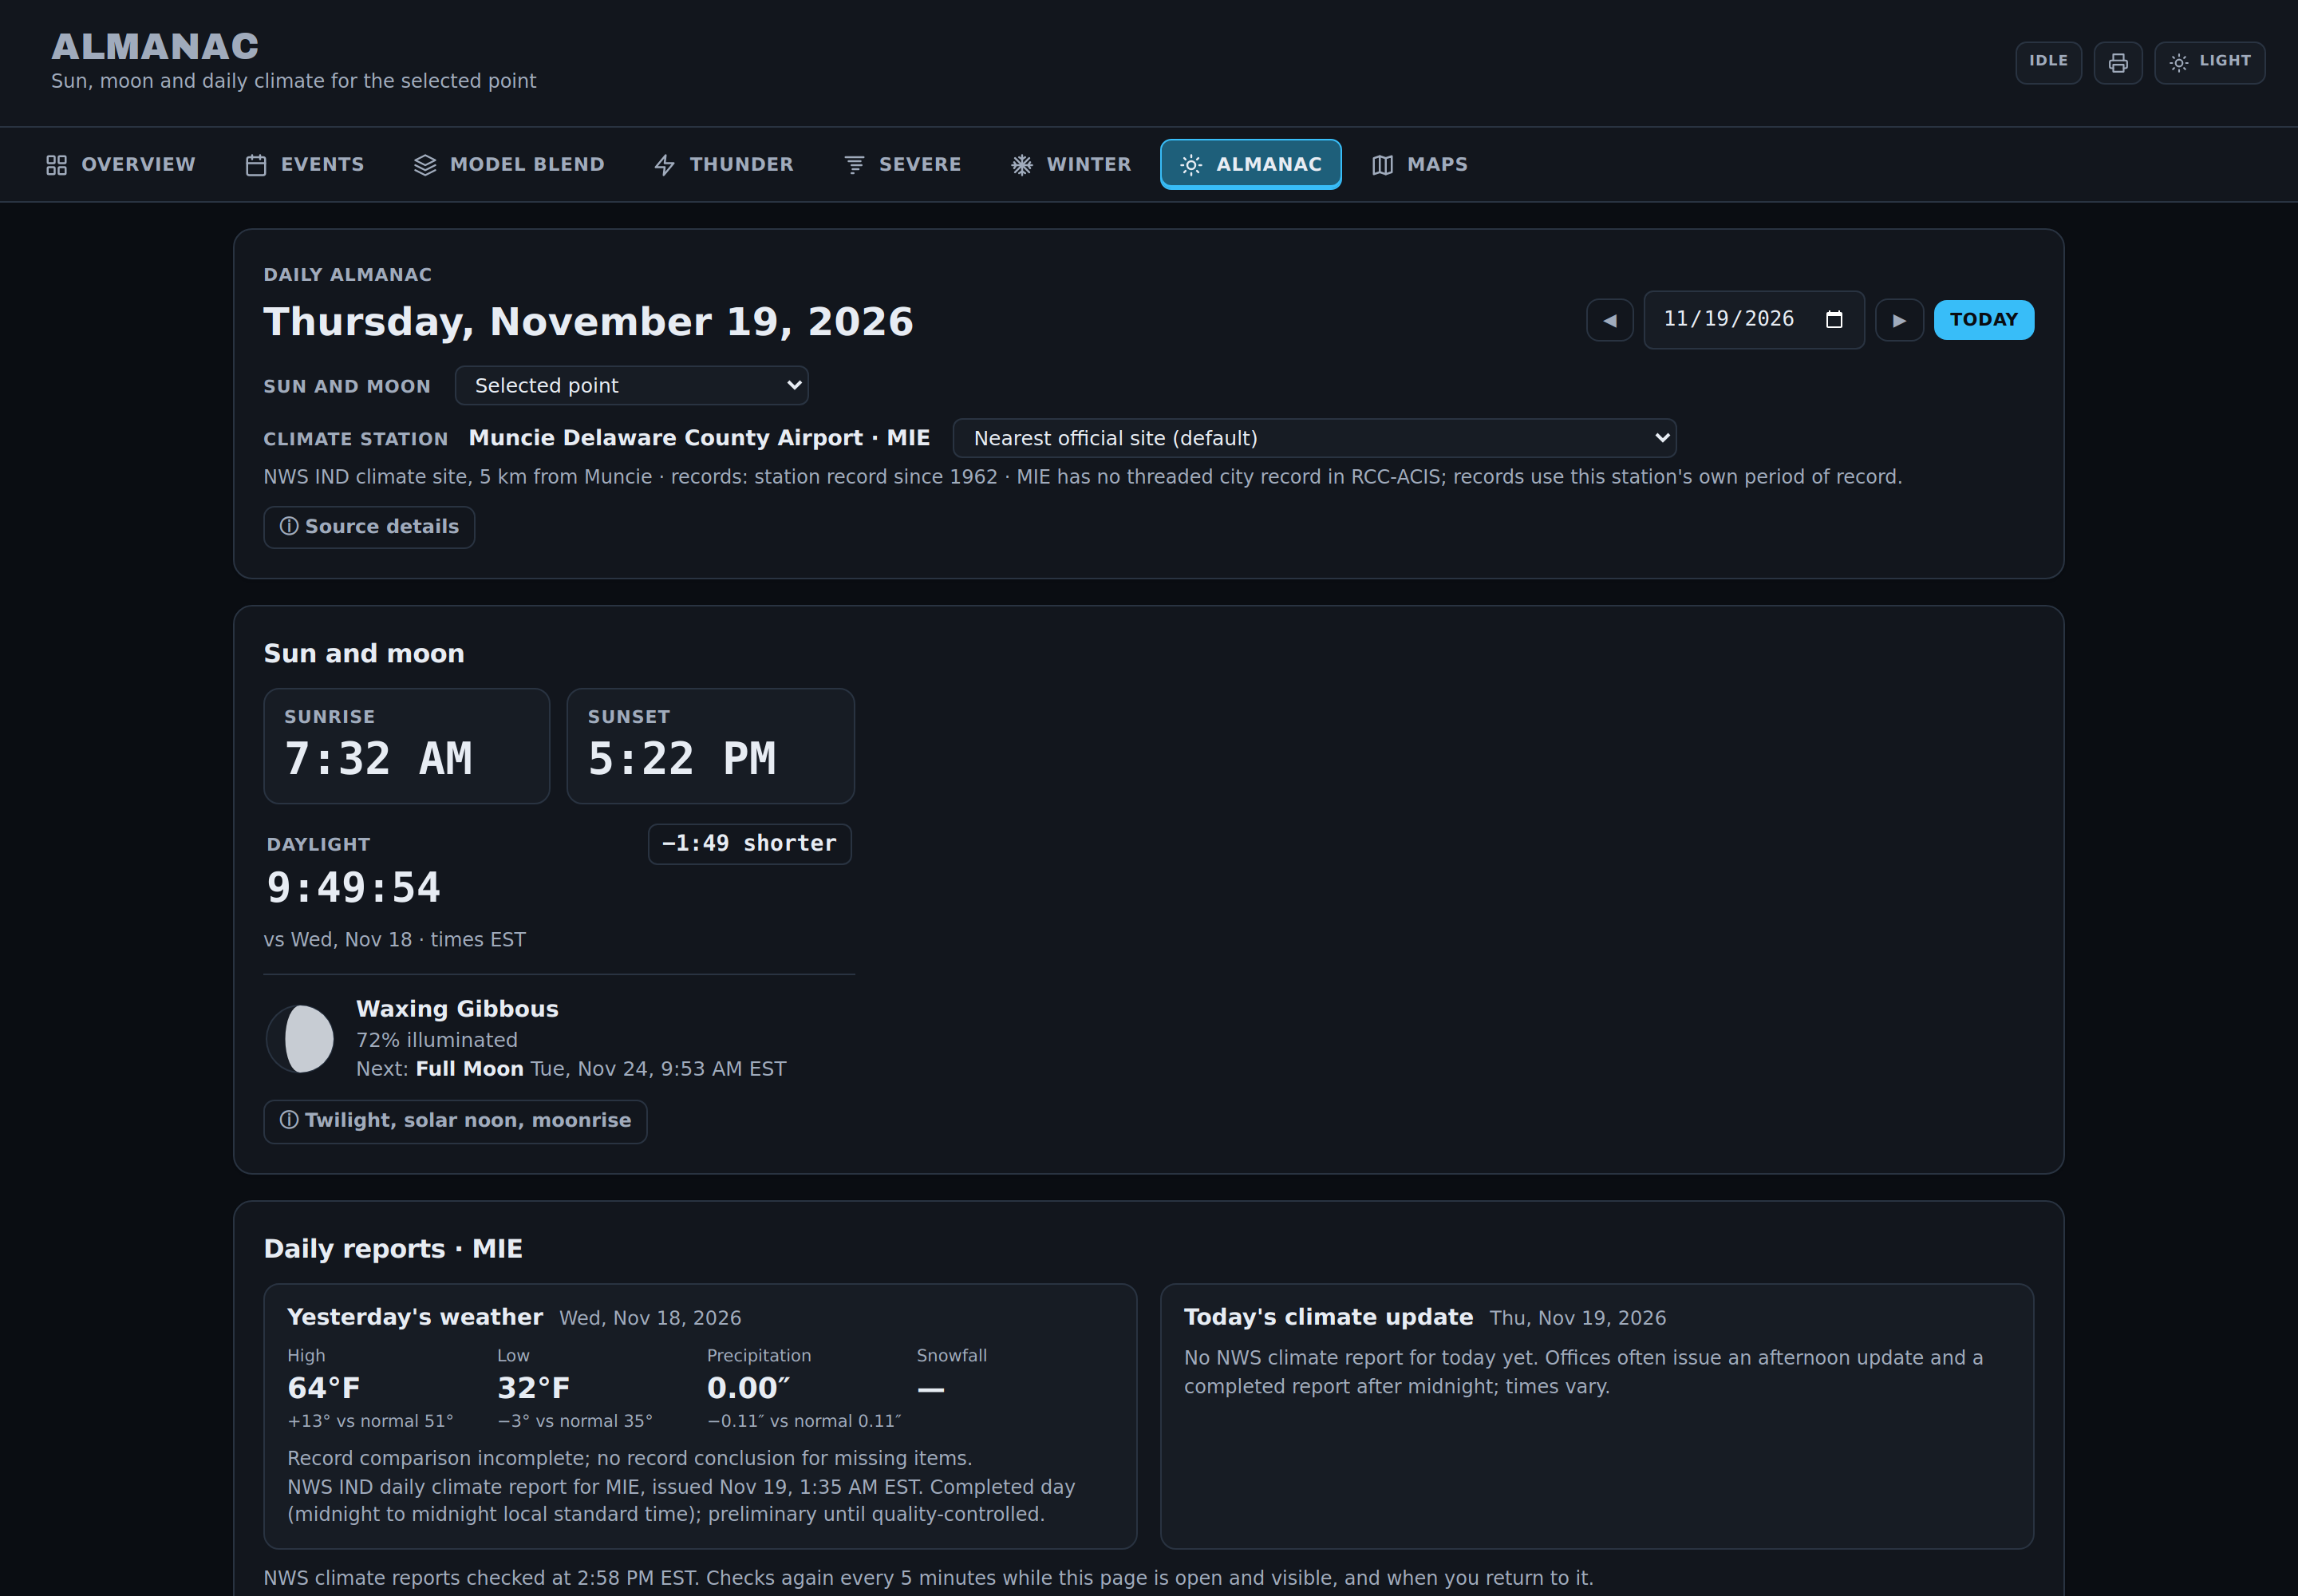 ALMANAC
Sun, moon and daily climate for the selected point
IDLE
LIGHT
OVERVIEW
EVENTS
MODEL BLEND
THUNDER
SEVERE
WINTER
ALMANAC
MAPS
DAILY ALMANAC
Thursday, November 19, 2026
◀
11/19/2026
▶
TODAY
SUN AND MOON
Selected point
CLIMATE STATION
Muncie Delaware County Airport · MIE
Nearest official site (default)
NWS IND climate site, 5 km from Muncie · records: station record since 1962 · MIE has no threaded city record in RCC-ACIS; records use this station's own period of record.
ⓘ Source details
Sun and moon
SUNRISE
7:32 AM
SUNSET
5:22 PM
DAYLIGHT
−1:49 shorter
9:49:54
vs Wed, Nov 18 · times EST
Waxing Gibbous
72% illuminated
Next: Full Moon Tue, Nov 24, 9:53 AM EST
ⓘ Twilight, solar noon, moonrise
Daily reports · MIE
Yesterday's weather Wed, Nov 18, 2026
High
64°F
+13° vs normal 51°
Low
32°F
−3° vs normal 35°
Precipitation
0.00″
−0.11″ vs normal 0.11″
Snowfall
—
Record comparison incomplete; no record conclusion for missing items.
NWS IND daily climate report for MIE, issued Nov 19, 1:35 AM EST. Completed day
(midnight to midnight local standard time); preliminary until quality-controlled.
Today's climate update Thu, Nov 19, 2026
No NWS climate report for today yet. Offices often issue an afternoon update and a
completed report after midnight; times vary.
NWS climate reports checked at 2:58 PM EST. Checks again every 5 minutes while this page is open and visible, and when you return to it.